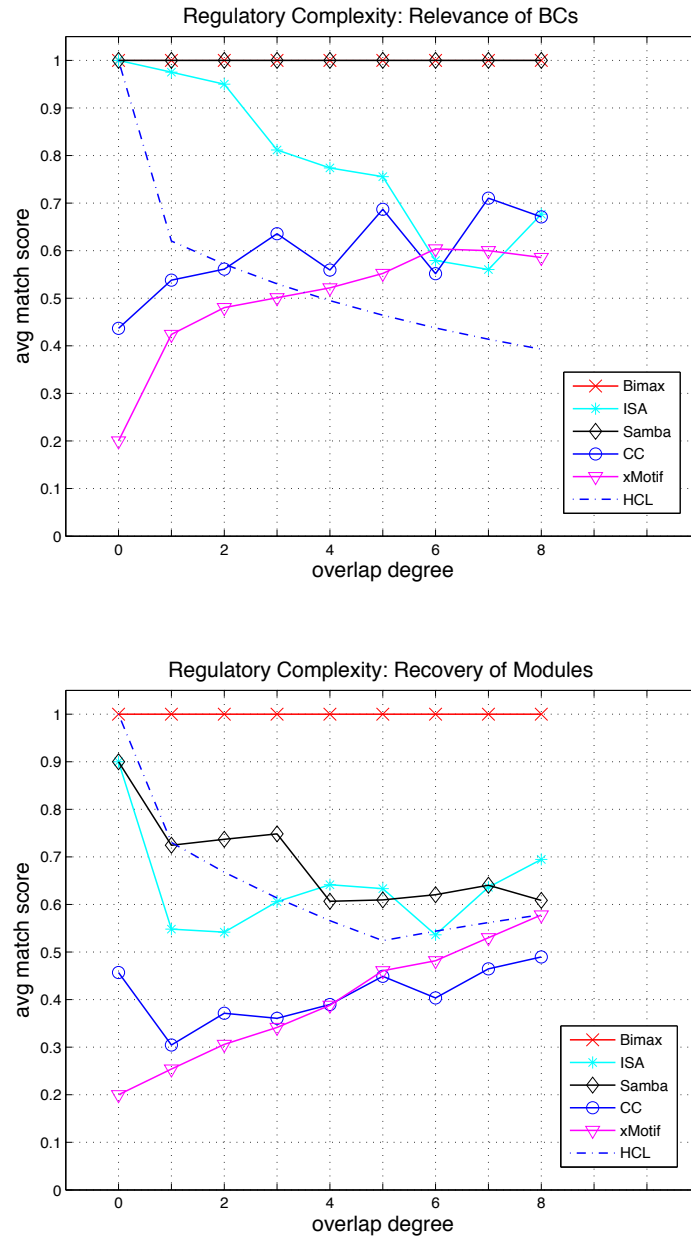 Regulatory Complexity: Relevance of BCs
1
0.9
0.8
0.7
0.6
0.5
0.4
0.3
0.2
0.1
0
avg match score
0 2 4 6 8
overlap degree
Bimax
ISA
Samba
CC
xMotif
HCL
Regulatory Complexity: Recovery of Modules
1
0.9
0.8
0.7
0.6
0.5
0.4
0.3
0.2
0.1
0
avg match score
0 2 4 6 8
overlap degree
Bimax
ISA
Samba
CC
xMotif
HCL